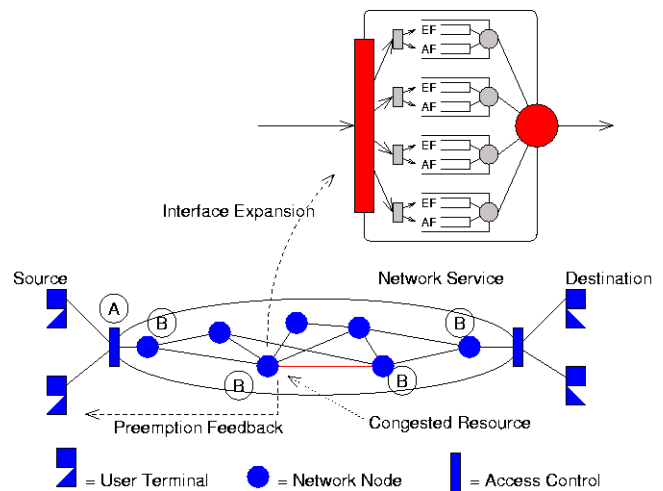 EF
AF
EF
AF
EF
AF
EF
AF
Interface Expansion
Source
Network Service
Destination
A
B
B
B
B
Preemption Feedback
Congested Resource
= User Terminal
= Network Node
= Access Control